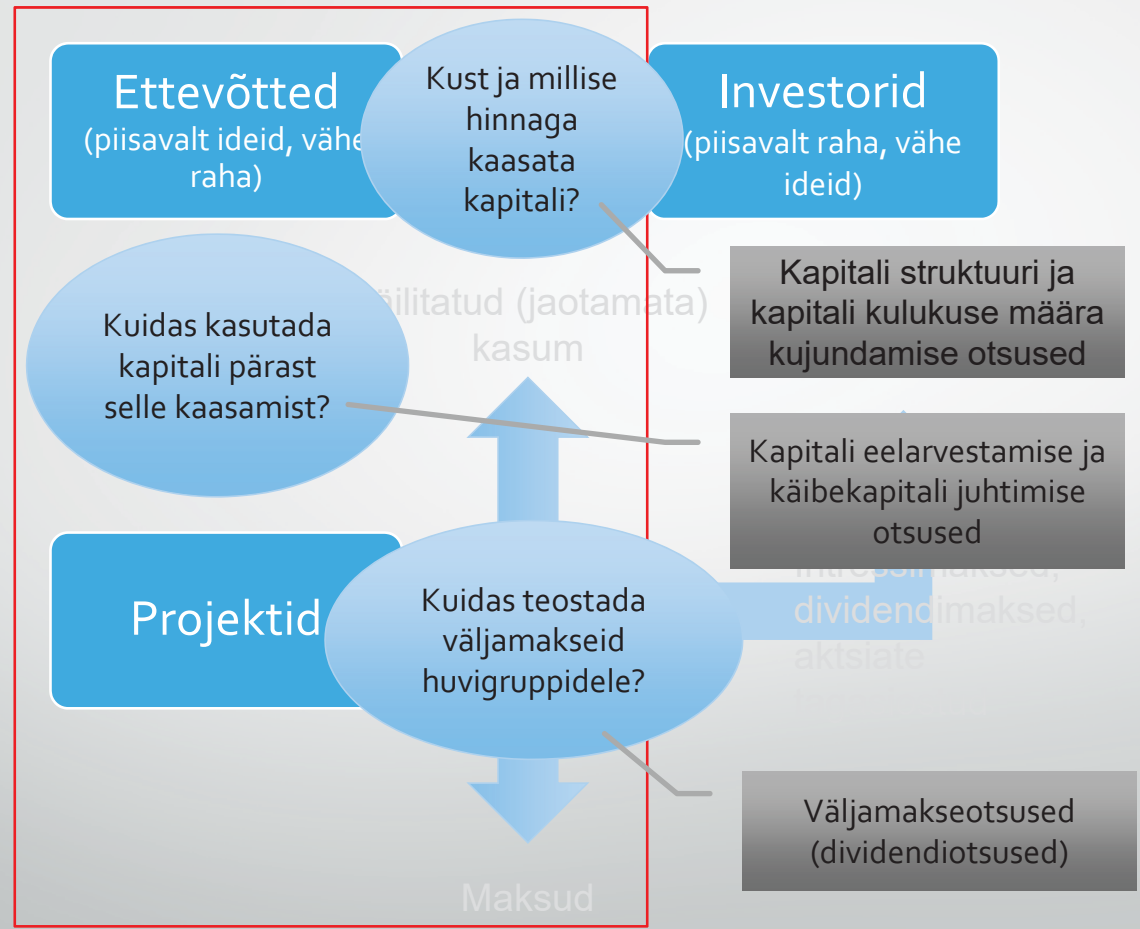 Ettevõtted
(piisavalt ideid, vähe
raha)
Kust ja millise
hinnaga
kaasata
kapitali?
Investorid
(piisavalt raha, vähe
ideid)
Kapitali struktuuri ja
kapitali kulukuse määra
kujundamise otsused
(jaotamata)
kasum
Kuidas kasutada
kapitali pärast
selle kaasamist?
Kapitali eelarvestamise ja
käibekapitali juhtimise
otsused
Projektid
Kuidas teostada
väljamakseid
huvigruppidele?
dividendimaksed,
aktsiate
Väljamakseotsused
(dividendiotsused)
Maksud